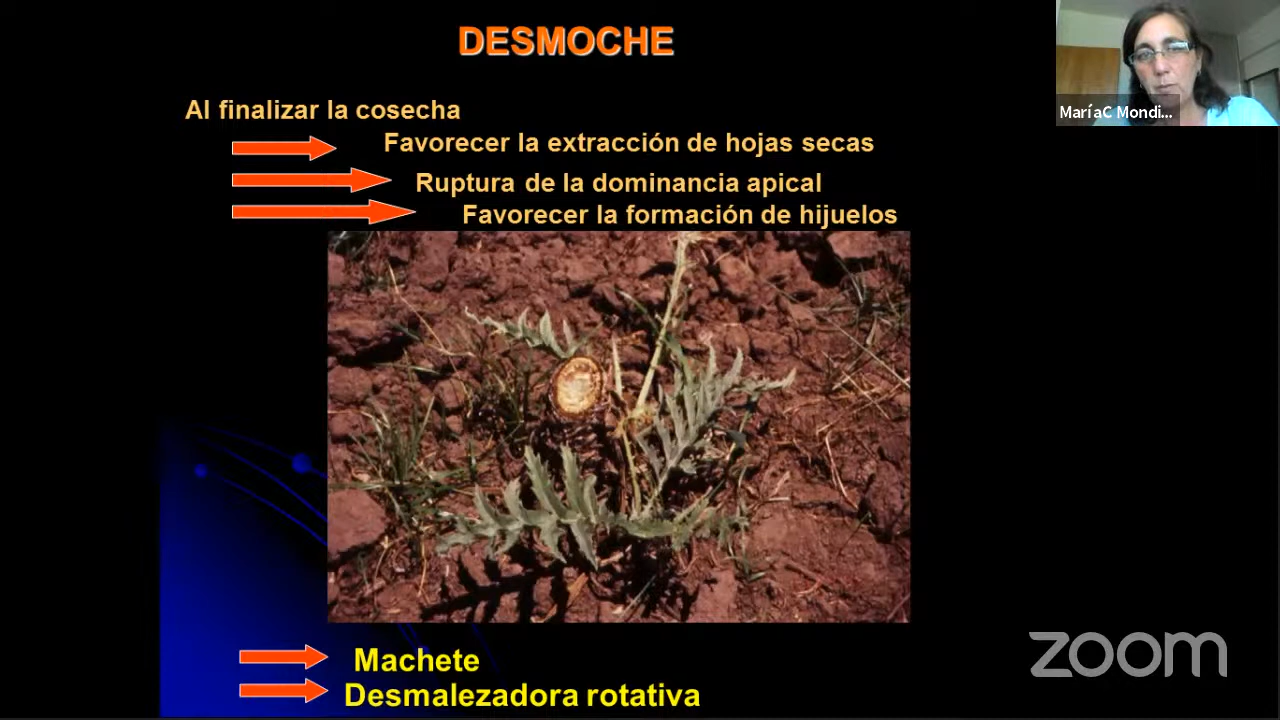 DESMOCHE
MaríaC Mondi...
Al finalizar la cosecha
Favorecer la extracción de hojas secas
Ruptura de la dominancia apical
Favorecer la formación de hijuelos
Machete
Desmalezadora rotativa
zoom